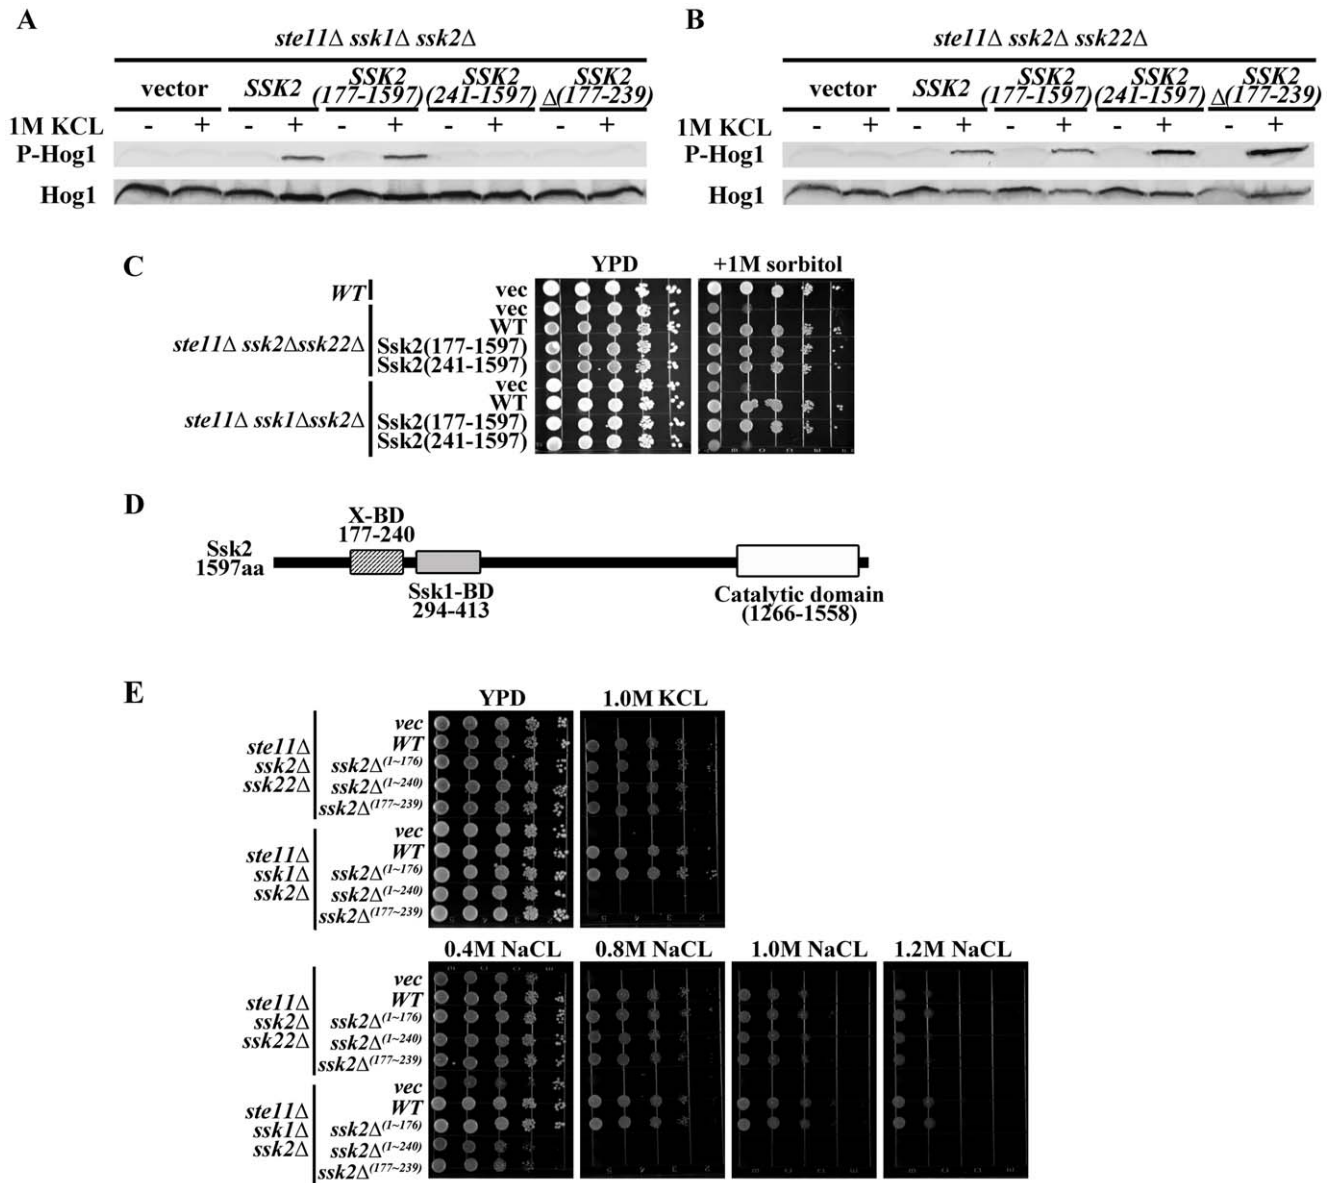 A
ste11Δ ssk1Δ ssk2Δ
vector SSK2 SSK2 (177-1597) SSK2 (241-1597) SSK2 Δ(177-239)
1M KCL - + - + - + - + - +
P-Hog1
Hog1
B
ste11Δ ssk2Δ ssk22Δ
vector SSK2 SSK2 (177-1597) SSK2 (241-1597) SSK2 Δ(177-239)
1M KCL - + - + - + - + - +
P-Hog1
Hog1
C
YPD +1M sorbitol
WT vec
vec
WT
ste11Δ ssk2Δssk22Δ Ssk2(177-1597)
Ssk2(241-1597)
vec
WT
ste11Δ ssk1Δssk2Δ Ssk2(177-1597)
Ssk2(241-1597)
D
X-BD
177-240
Ssk2
1597aa
Ssk1-BD
294-413
Catalytic domain
(1266-1558)
E
YPD 1.0M KCL
vec
ste11Δ WT
ssk2Δ ssk2Δ(1~176)
ssk22Δ ssk2Δ(1~240)
ssk2Δ(177~239)
vec
ste11Δ WT
ssk1Δ ssk2Δ(1~176)
ssk2Δ ssk2Δ(1~240)
ssk2Δ(177~239)
0.4M NaCL 0.8M NaCL 1.0M NaCL 1.2M NaCL
vec
ste11Δ WT
ssk2Δ ssk2Δ(1~176)
ssk22Δ ssk2Δ(1~240)
ssk2Δ(177~239)
vec
ste11Δ WT
ssk1Δ ssk2Δ(1~176)
ssk2Δ ssk2Δ(1~240)
ssk2Δ(177~239)